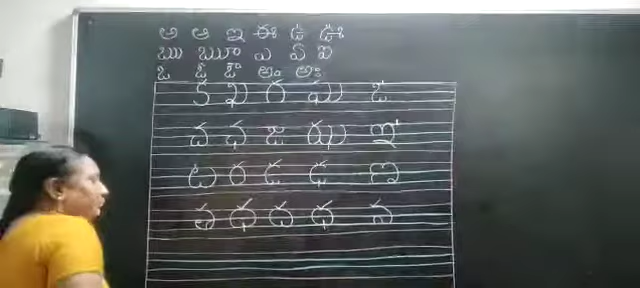 అ ఆ ఇ ఈ ఉ ఊ
ఋ ౠ ఎ ఏ ఐ
ఒ ఓ ఔ అం అః
క ఖ గ ఘ ఙ
చ ఛ జ ఝ ఞ
ట ఠ డ ఢ ణ
త థ ద ధ న